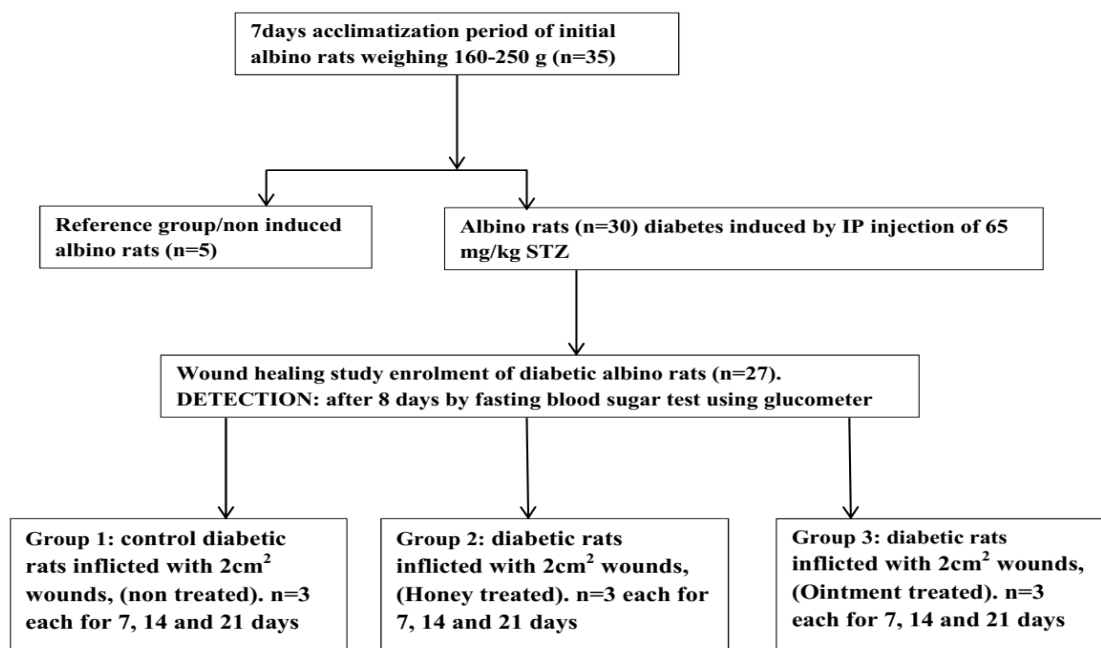 7days acclimatization period of initial
albino rats weighing 160-250 g (n=35)
Reference group/non induced
albino rats (n=5)
Albino rats (n=30) diabetes induced by IP injection of 65
mg/kg STZ
Wound healing study enrolment of diabetic albino rats (n=27).
DETECTION: after 8 days by fasting blood sugar test using glucometer
Group 1: control diabetic
rats inflicted with 2cm²
wounds, (non treated). n=3
each for 7, 14 and 21 days
Group 2: diabetic rats
inflicted with 2cm² wounds,
(Honey treated). n=3 each for
7, 14 and 21 days
Group 3: diabetic rats
inflicted with 2cm² wounds,
(Ointment treated). n=3
each for 7, 14 and 21 days